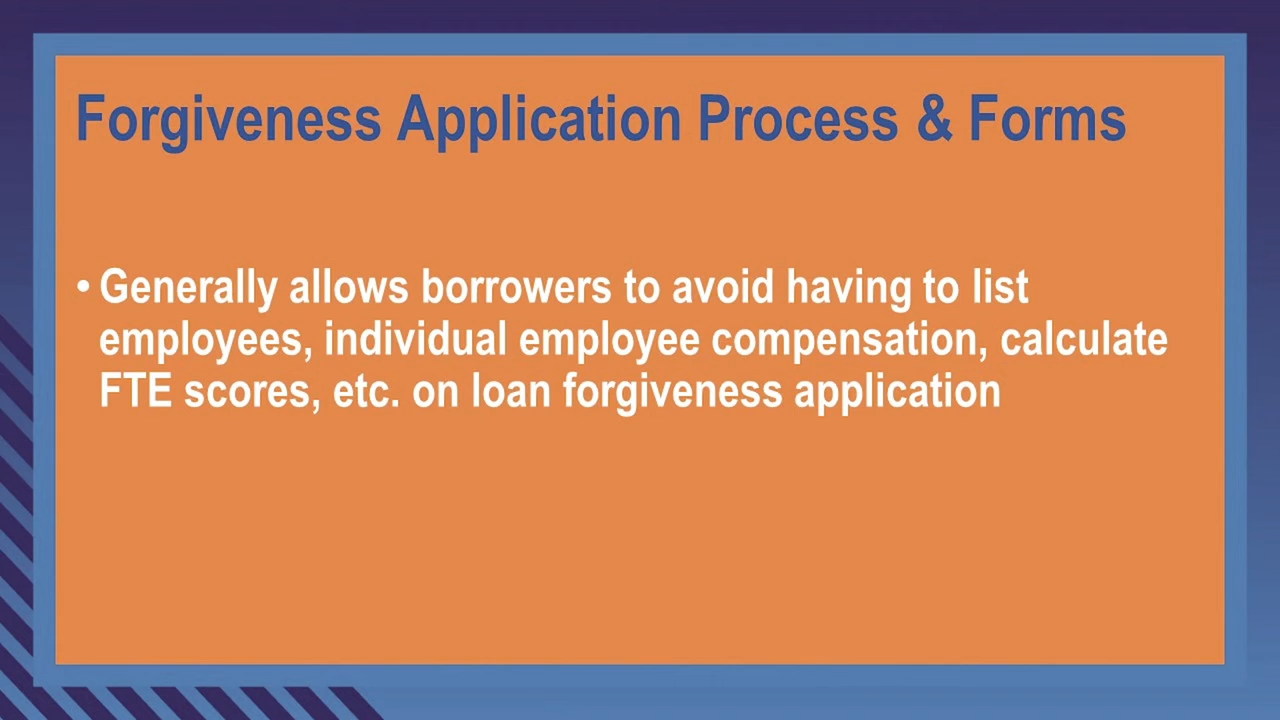 Forgiveness Application Process & Forms
• Generally allows borrowers to avoid having to list
employees, individual employee compensation, calculate
FTE scores, etc. on loan forgiveness application